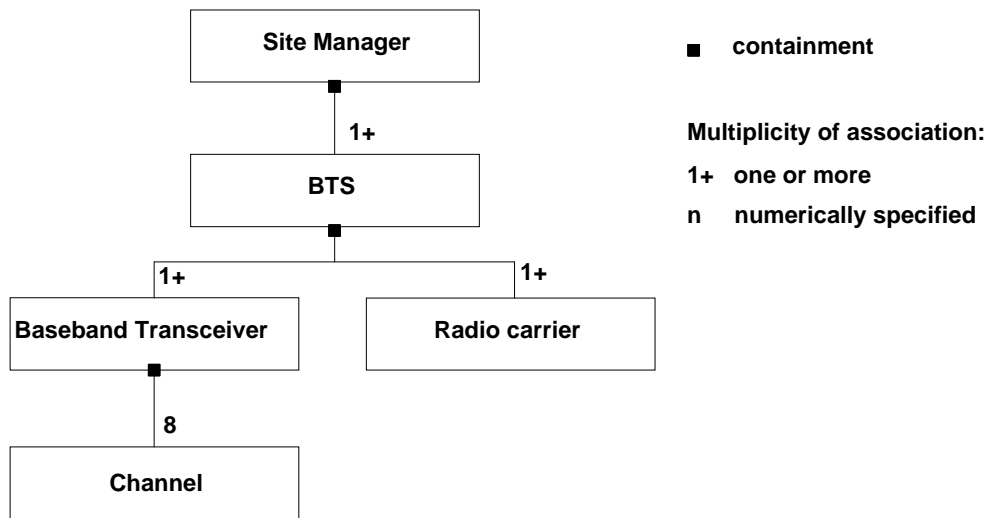 Site Manager
containment
1+
Multiplicity of association:
1+ one or more
BTS
n numerically specified
1+
1+
Baseband Transceiver
Radio carrier
8
Channel